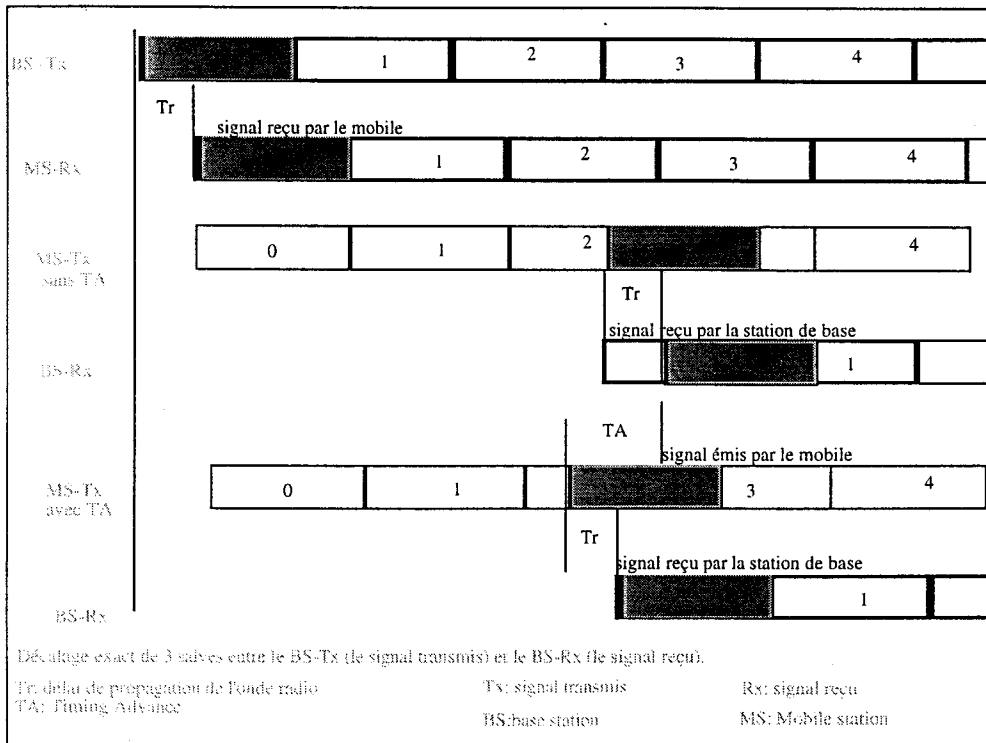 BS-Tx 1 2 3 4
Tr
signal reçu par le mobile
MS-Rx 1 2 3 4
MS-Tx
sans TA
0 1 2 4
Tr
signal reçu par la station de base
BS-Rx 1
TA
signal émis par le mobile
MS-Tx
avec TA
0 1 3 4
Tr
signal reçu par la station de base
BS-Rx 1
Décalage exact de 3 salves entre le BS-Tx (le signal transmis) et le BS-Rx (le signal reçu).
Tr: délai de propagation de l'onde radio Tx: signal transmis Rx: signal reçu
TA: Timing Advance
BS:base station MS: Mobile station